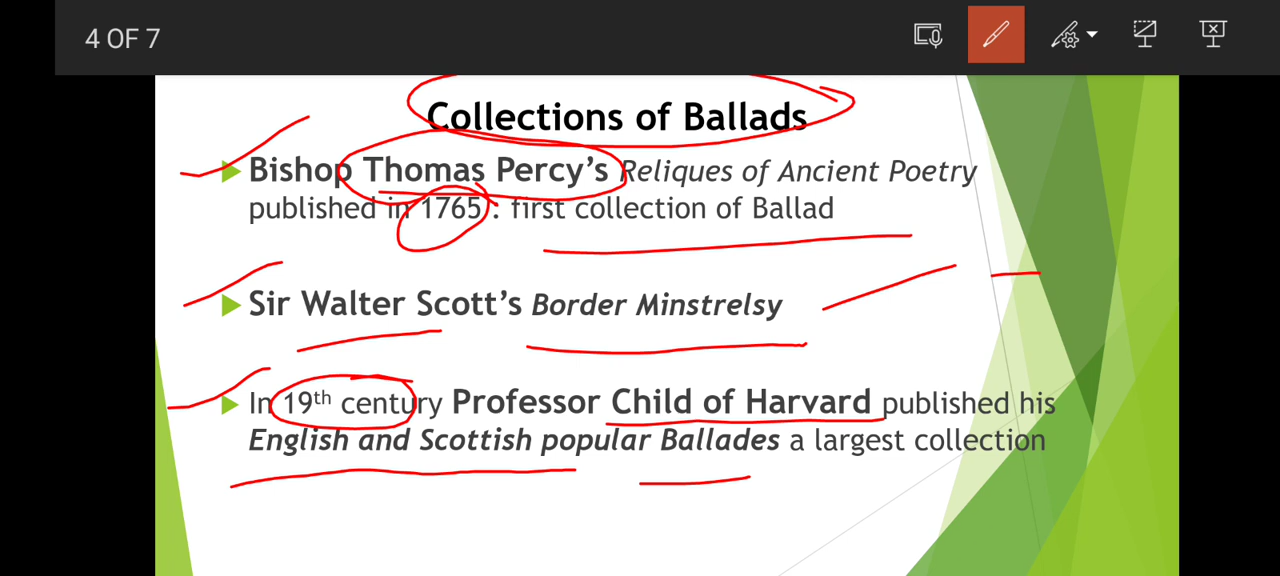 4 OF 7
Collections of Ballads
Bishop Thomas Percy's Reliques of Ancient Poetry
published in 1765 : first collection of Ballad
Sir Walter Scott's Border Minstrelsy
In 19th century Professor Child of Harvard published his
English and Scottish popular Ballades a largest collection